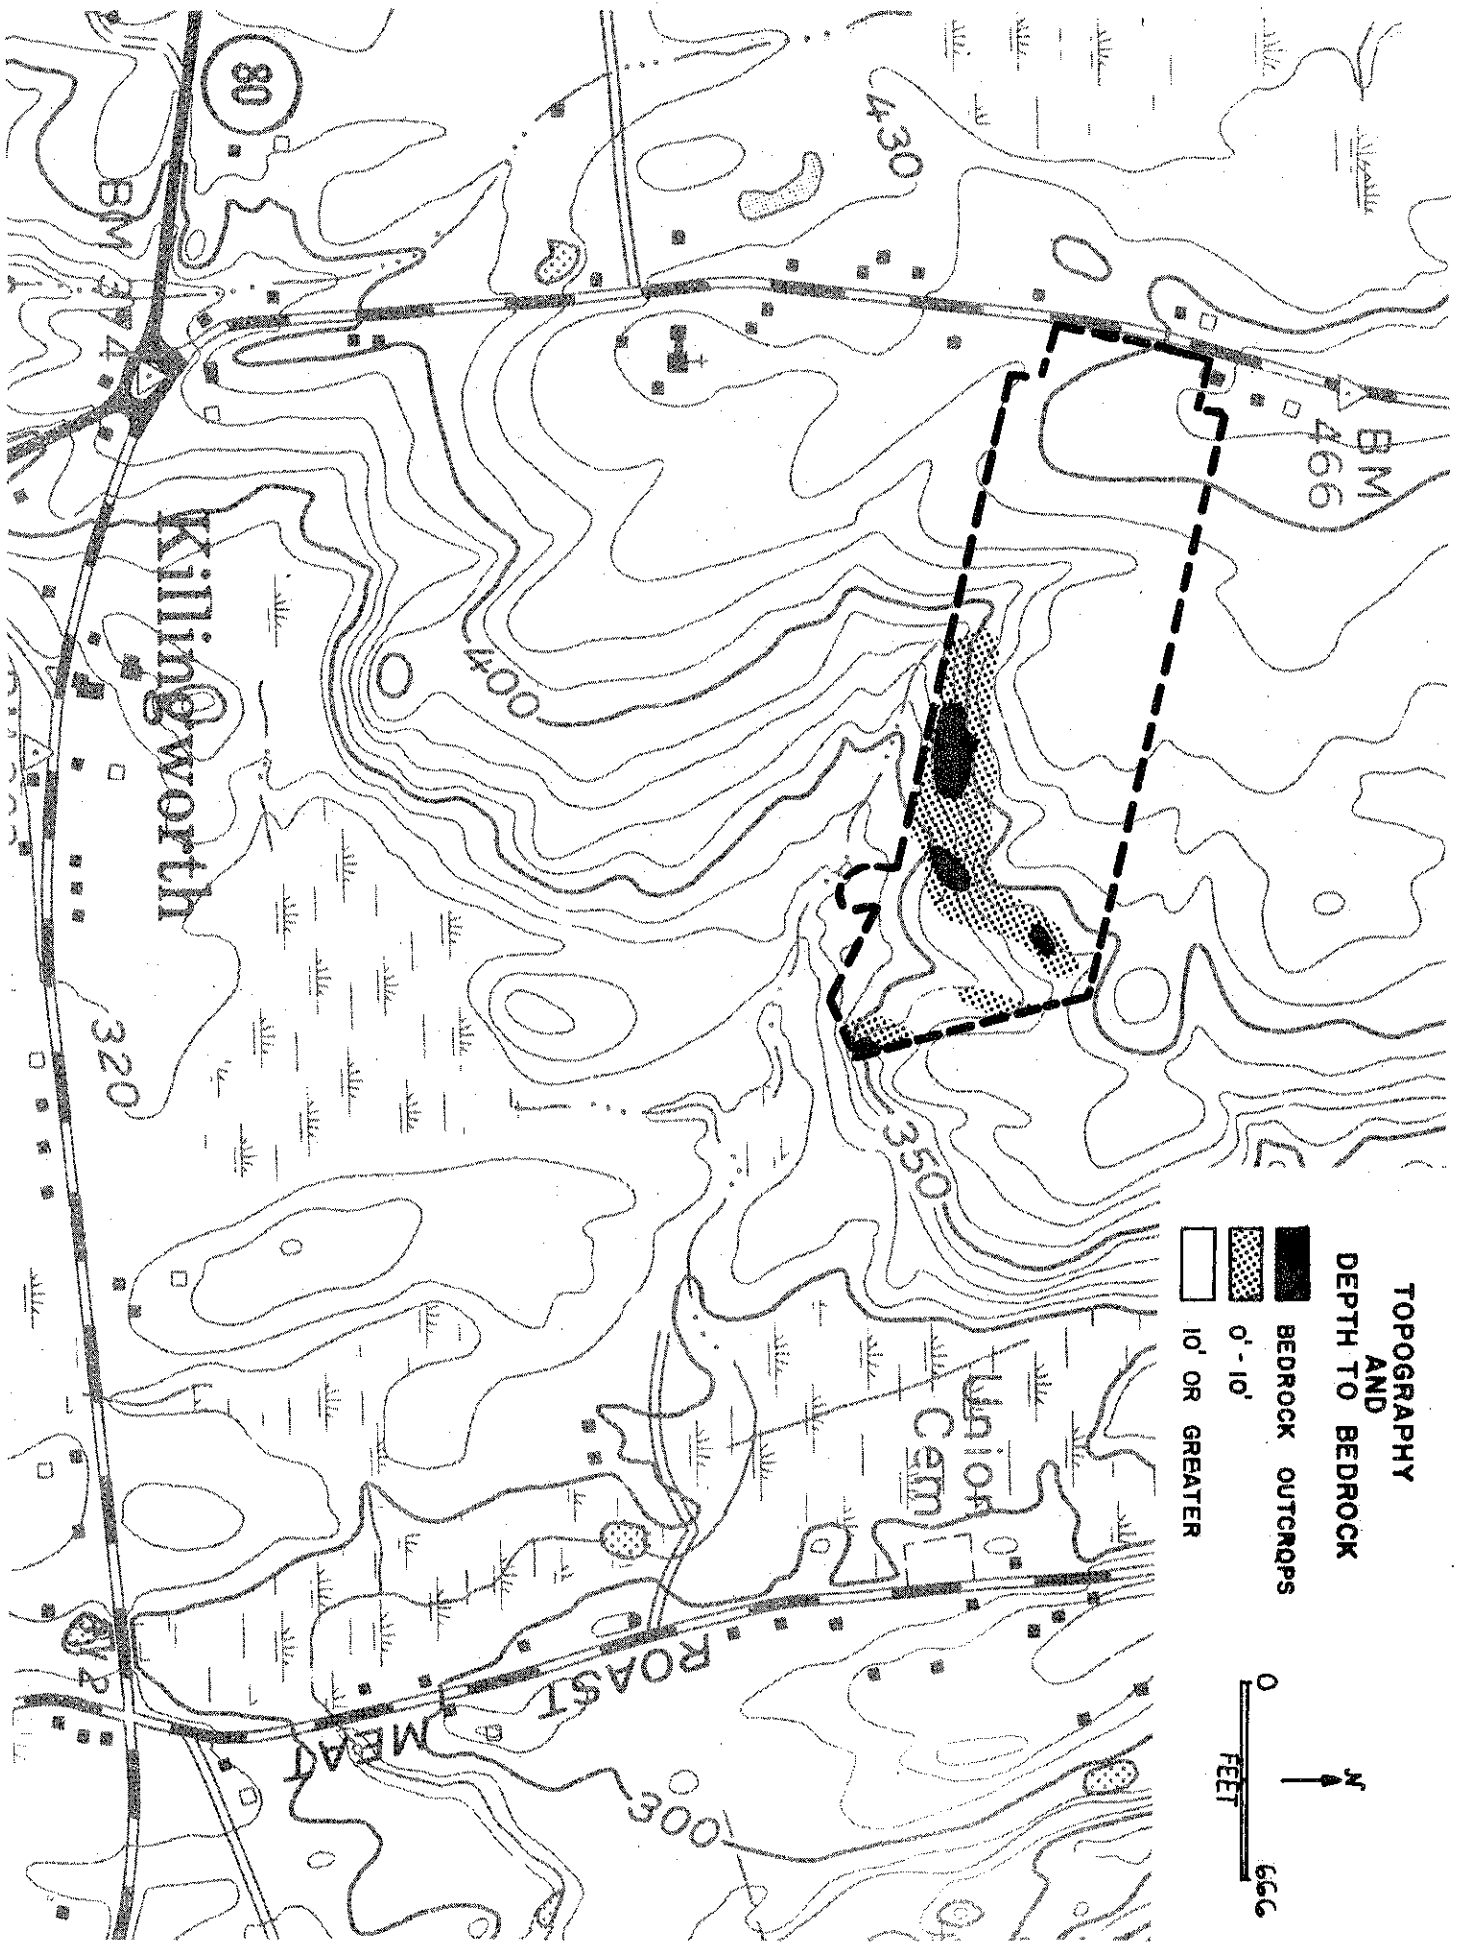 TOPOGRAPHY
AND
DEPTH TO BEDROCK
BEDROCK OUTCROPS
0' - 10'
10' OR GREATER
N
0 666
FEET
BM
466
430
80
BM 374
400
350
Killingworth
320
Union
Cem
ROAST MEAT
300